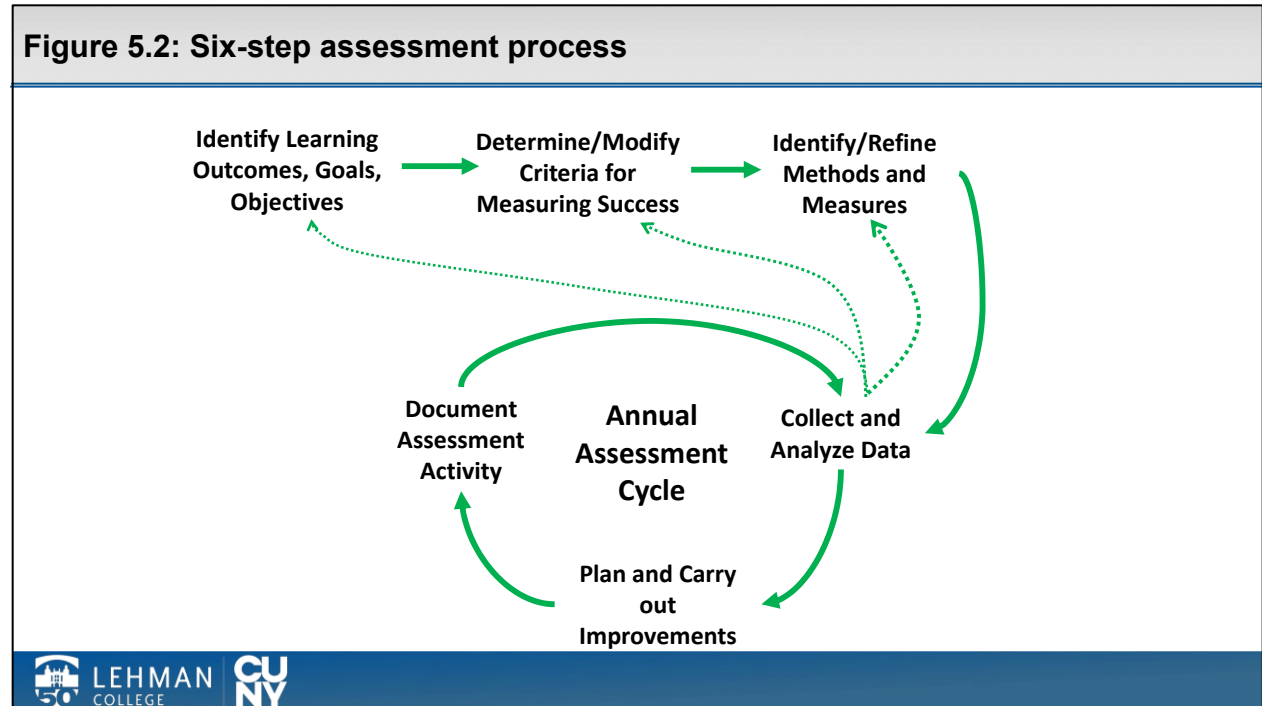 Figure 5.2: Six-step assessment process
Identify Learning
Outcomes, Goals,
Objectives
Determine/Modify
Criteria for
Measuring Success
Identify/Refine
Methods and
Measures
Document
Assessment
Activity
Annual
Assessment
Cycle
Collect and
Analyze Data
Plan and Carry
out
Improvements
50
LEHMAN
COLLEGE
CU
NY